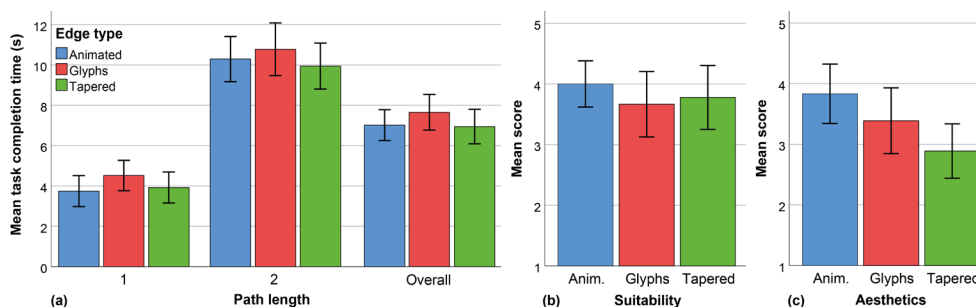 Mean task completion time (s)
12
10
8
6
4
2
0
Edge type
Animated
Glyphs
Tapered
1
2
Overall
(a)
Path length
Mean score
5
4
3
2
1
Anim.
Glyphs
Tapered
(b)
Suitability
Mean score
5
4
3
2
1
Anim.
Glyphs
Tapered
(c)
Aesthetics